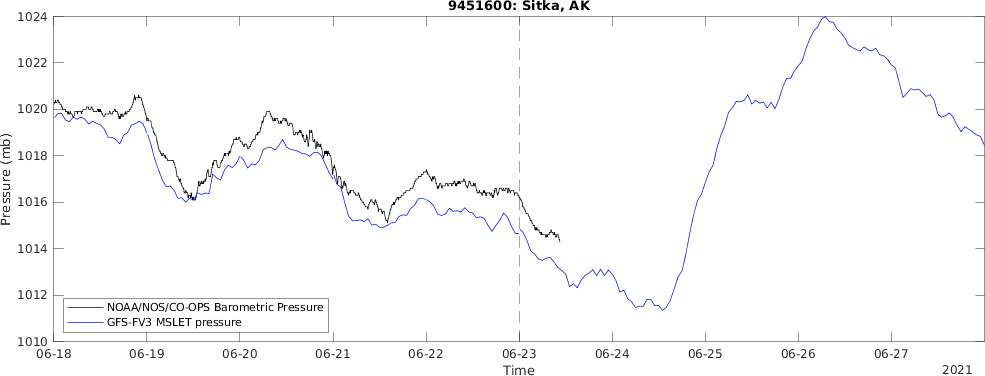 9451600: Sitka, AK
Pressure (mb)
1024
1022
1020
1018
1016
1014
1012
1010
NOAA/NOS/CO-OPS Barometric Pressure
GFS-FV3 MSLET pressure
06-18 06-19 06-20 06-21 06-22 06-23 06-24 06-25 06-26 06-27
Time
2021